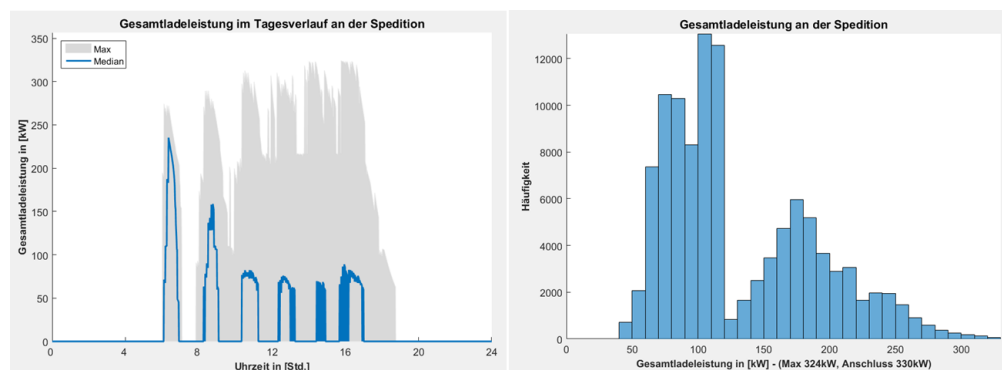 Gesamtladeleistung im Tagesverlauf an der Spedition
350
300
250
200
150
100
50
0
Gesamtladeleistung in [kW]
Max
Median
0 4 8 12 16 20 24
Uhrzeit in [Std.]
Gesamtladeleistung an der Spedition
12000
10000
8000
6000
4000
2000
0
Häufigkeit
0 50 100 150 200 250 300
Gesamtladeleistung in [kW] - (Max 324kW, Anschluss 330kW)